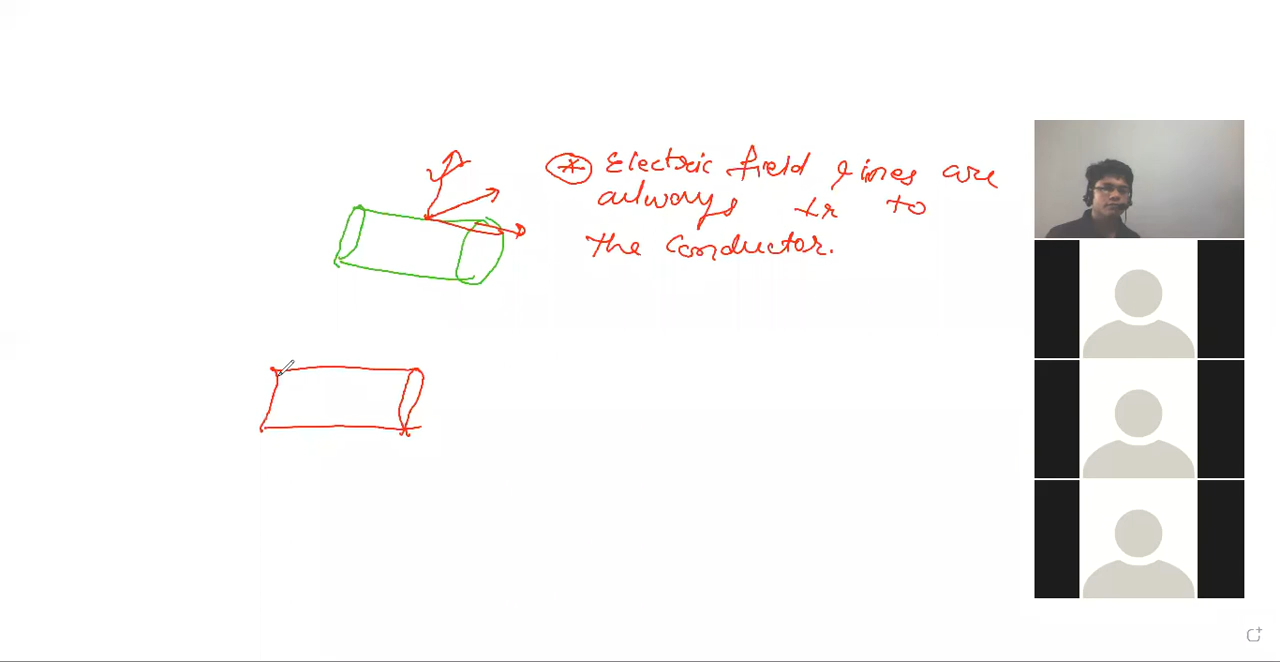 * Electric field lines are
always ⊥r to
the conductor.